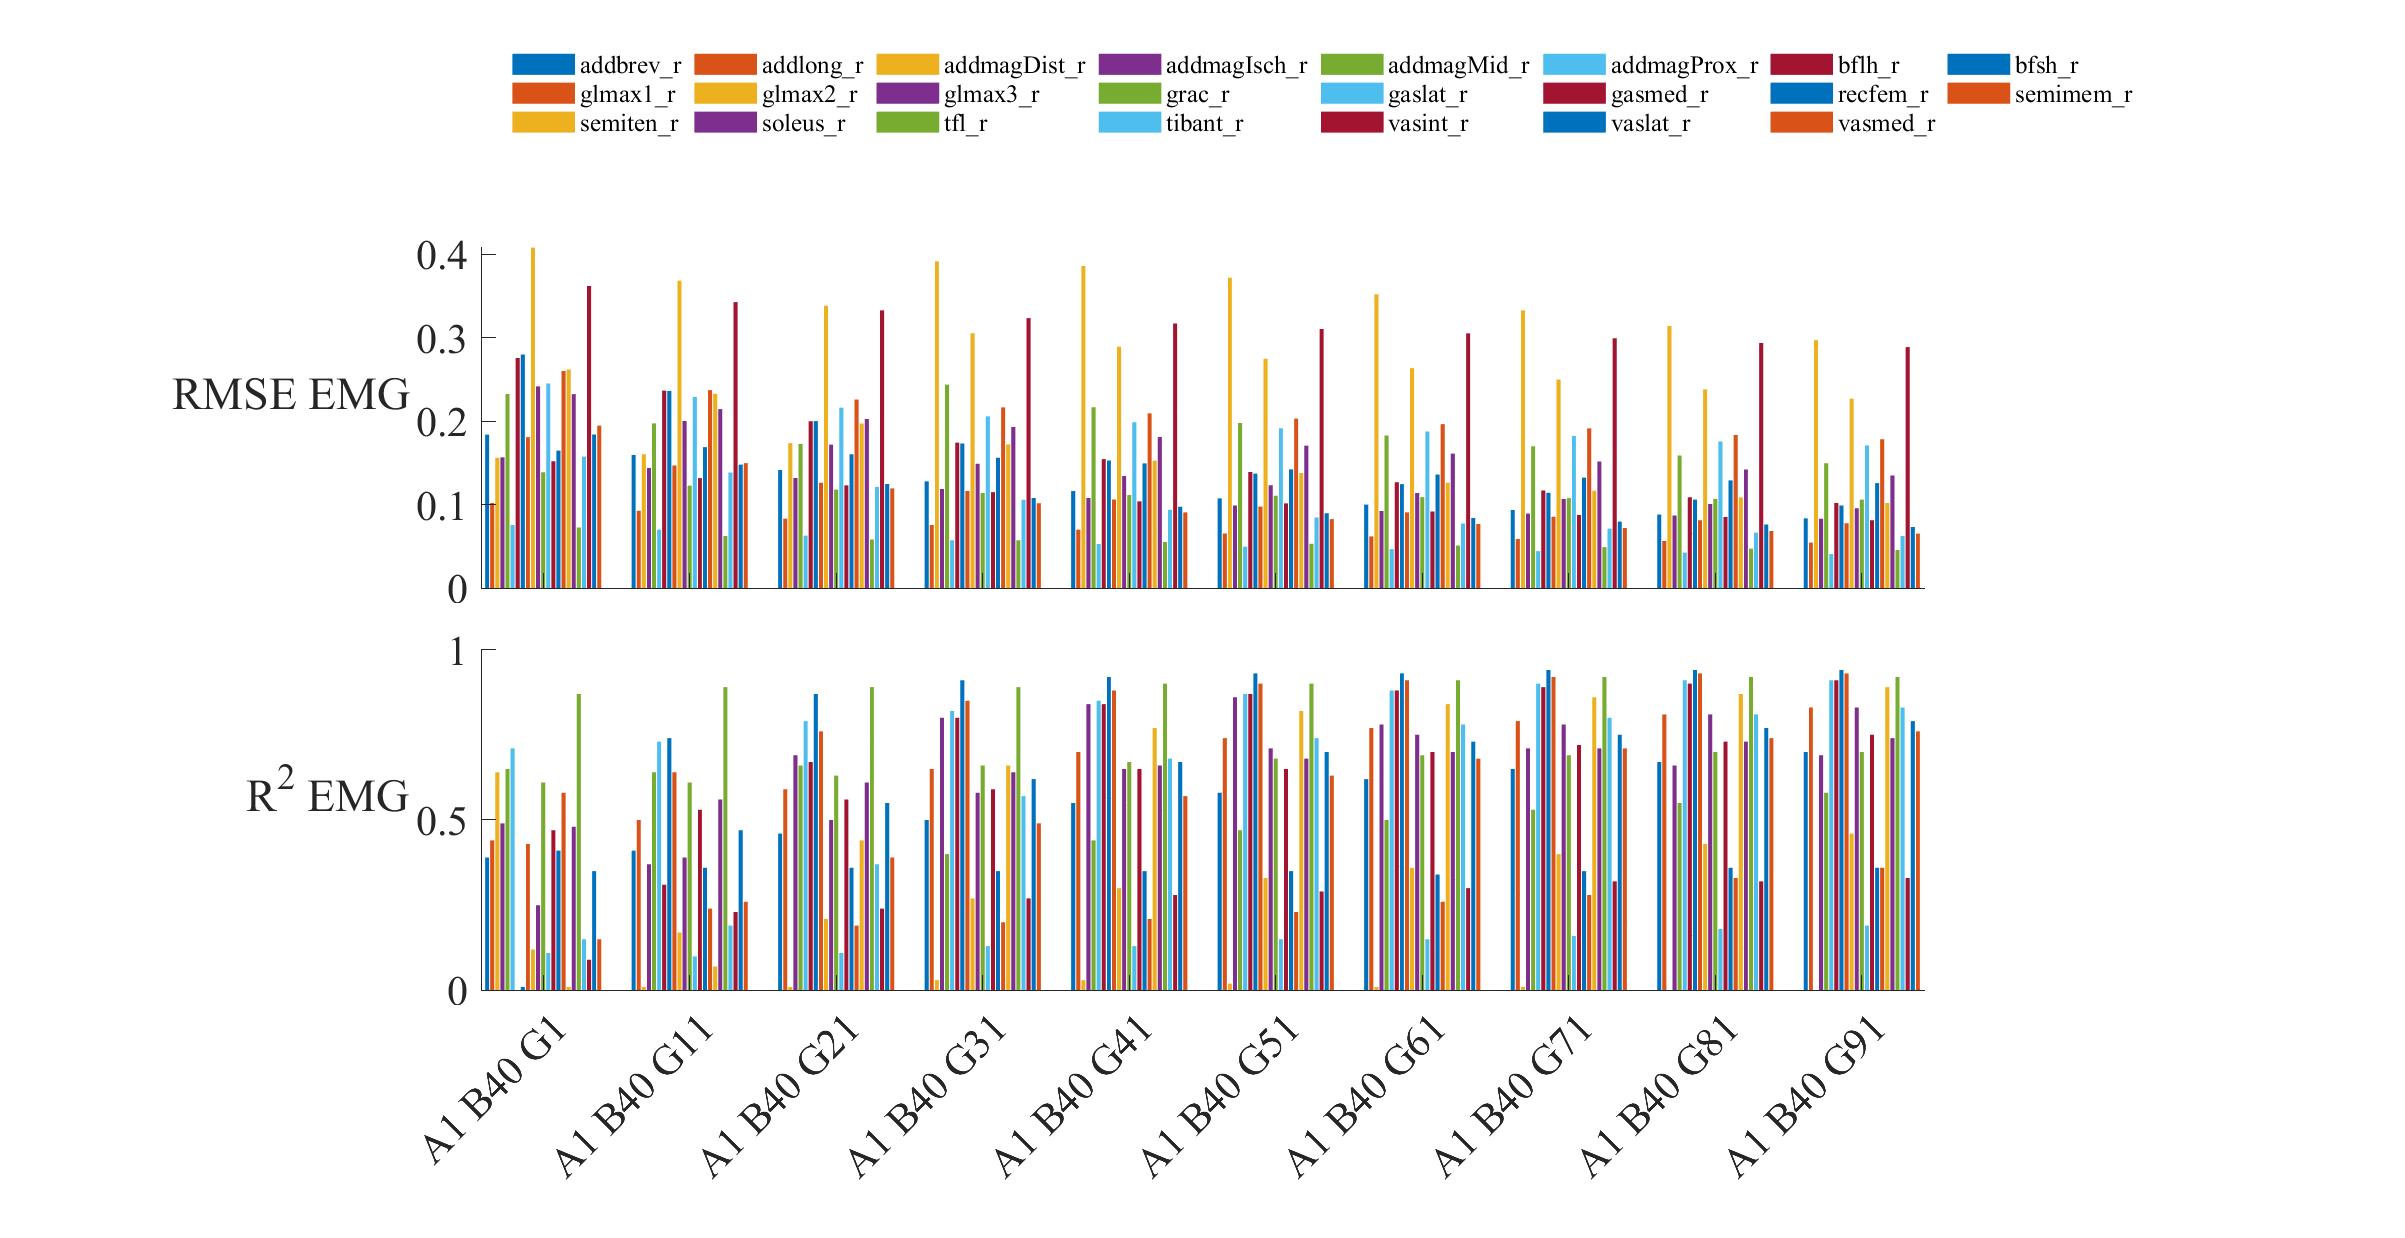 addbrev_r addlong_r addmagDist_r addmagIsch_r addmagMid_r addmagProx_r bflh_r bfsh_r
glmax1_r glmax2_r glmax3_r grac_r gaslat_r gasmed_r recfem_r semimem_r
semiten_r soleus_r tfl_r tibant_r vasint_r vaslat_r vasmed_r
0.4
0.3
RMSE EMG
0.2
0.1
0
1
R² EMG
0.5
0
A1 B40 G1
A1 B40 G11
A1 B40 G21
A1 B40 G31
A1 B40 G41
A1 B40 G51
A1 B40 G61
A1 B40 G71
A1 B40 G81
A1 B40 G91